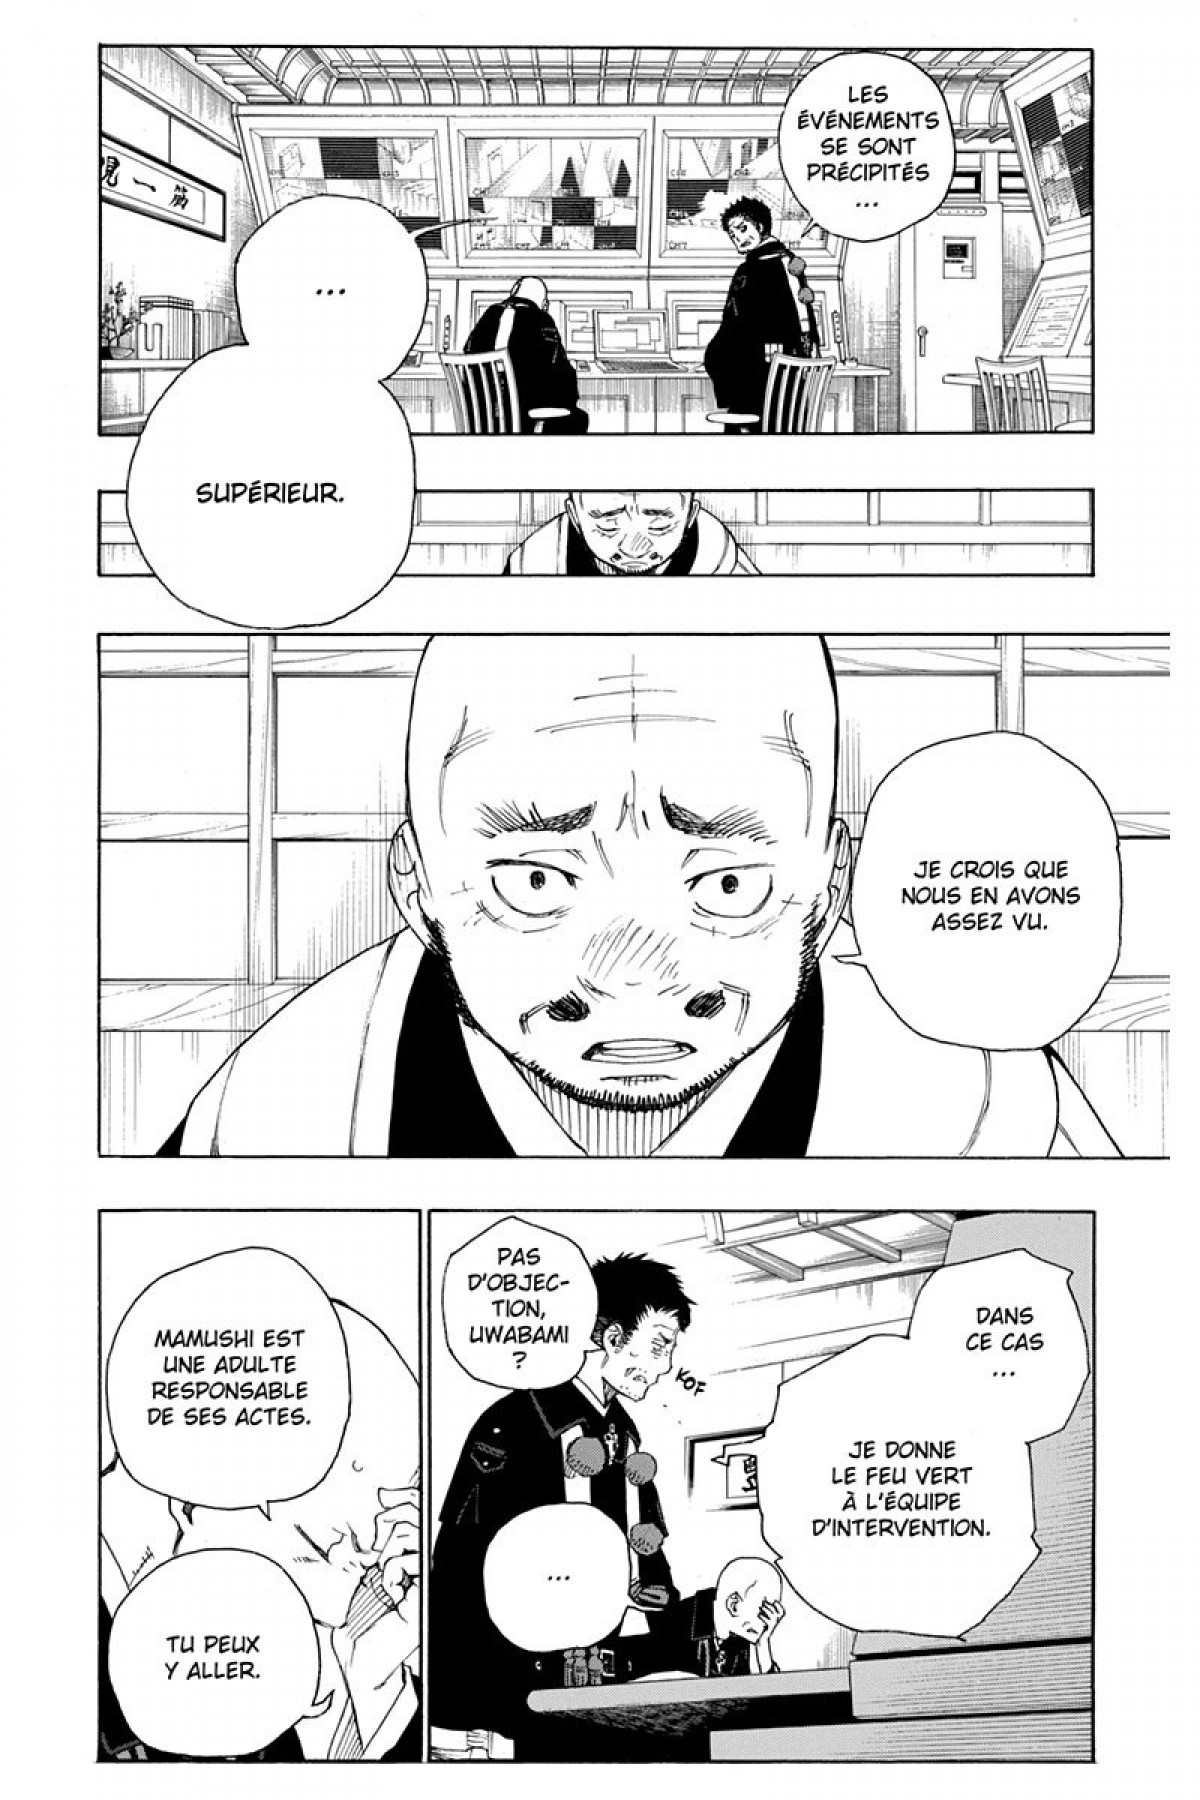 LES
ÉVÉNEMENTS
SE SONT
PRÉCIPITÉS
...
...
SUPÉRIEUR.
JE CROIS QUE
NOUS EN AVONS
ASSEZ VU.
DANS
CE CAS
...
JE DONNE
LE FEU VERT
À L'ÉQUIPE
D'INTERVENTION.
PAS
D'OBJEC-
TION,
UWABAMI
?
KOF
...
MAMUSHI EST
UNE ADULTE
RESPONSABLE
DE SES ACTES.
TU PEUX
Y ALLER.